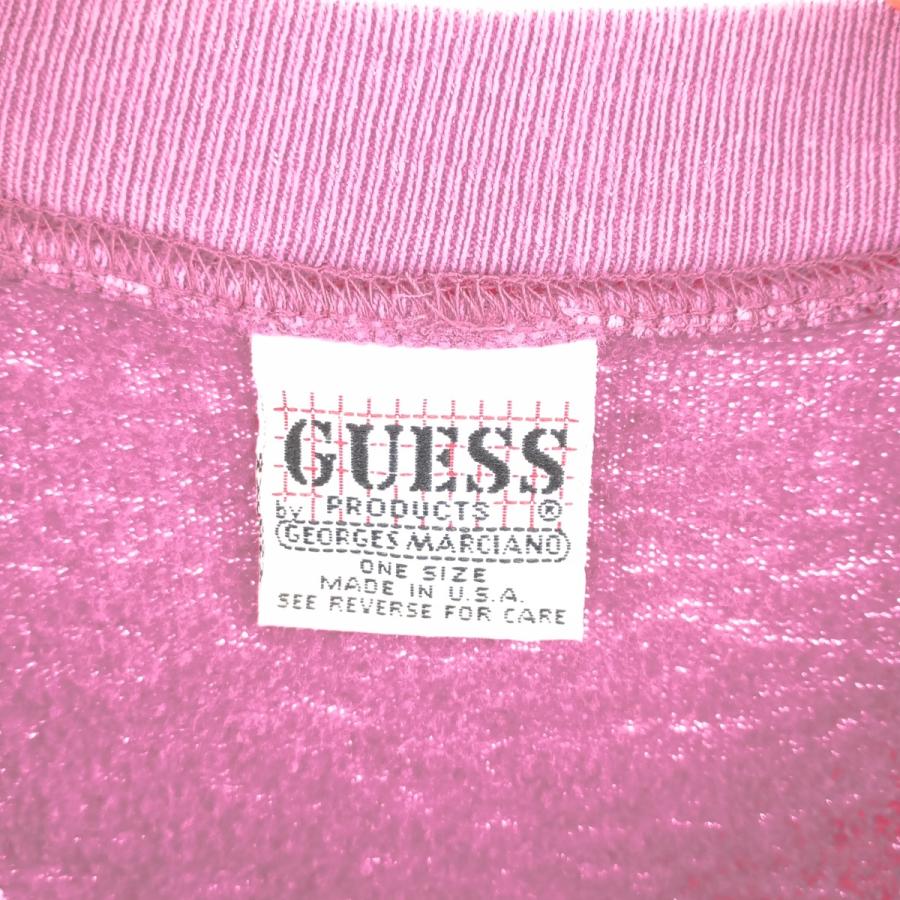 GUESS
by PRODUCTS ®
GEORGES MARCIANO
ONE SIZE
MADE IN U.S.A.
SEE REVERSE FOR CARE